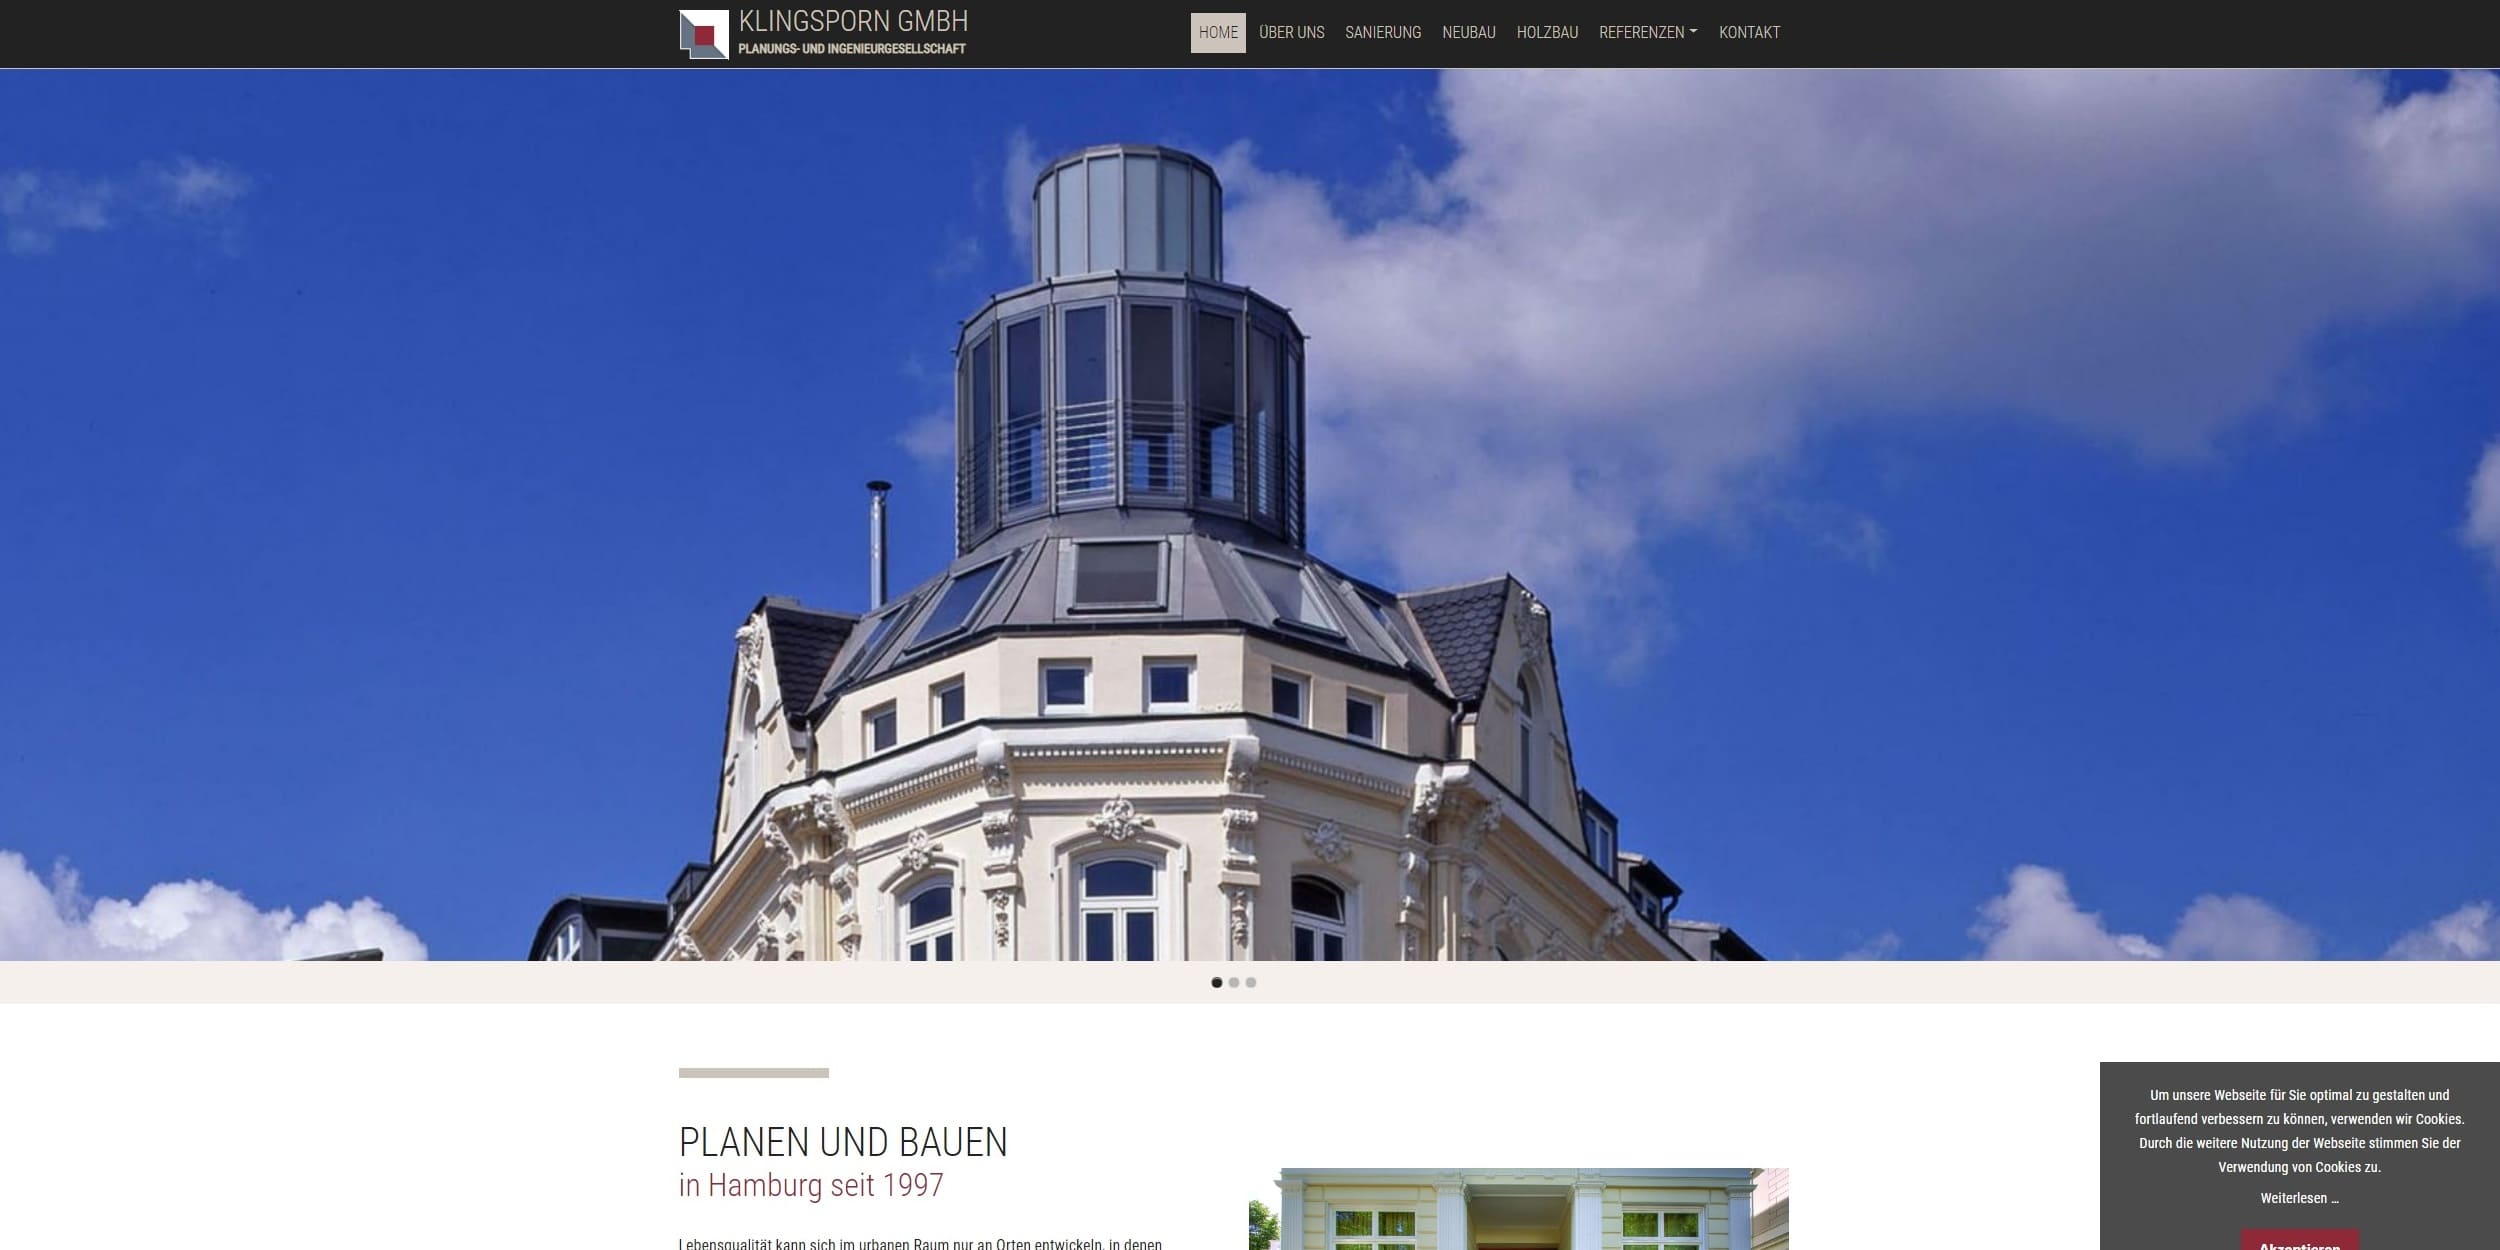 KLINGSPORN GMBH
PLANUNGS- UND INGENIEURGESELLSCHAFT
HOME ÜBER UNS SANIERUNG NEUBAU HOLZBAU REFERENZEN KONTAKT
PLANEN UND BAUEN
in Hamburg seit 1997
Lebensqualität kann sich im urbanen Raum nur an Orten entwickeln, in denen
Um unsere Webseite für Sie optimal zu gestalten und
fortlaufend verbessern zu können, verwenden wir Cookies.
Durch die weitere Nutzung der Webseite stimmen Sie der
Verwendung von Cookies zu.
Weiterlesen …
Akzeptieren